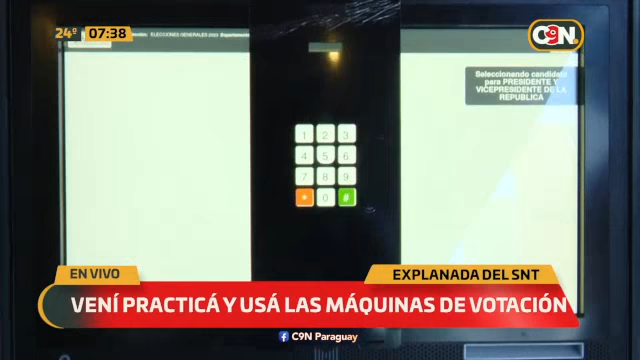 24º
07:38
C9N.
ELECCIONES GENERALES 2023
Seleccionando candidato
para PRESIDENTE Y
VICEPRESIDENTE DE LA
REPUBLICA
1 2 3
4 5 6
7 8 9
* 0 #
EN VIVO
EXPLANADA DEL SNT
VENÍ PRACTICÁ Y USÁ LAS MÁQUINAS DE VOTACIÓN
C9N Paraguay